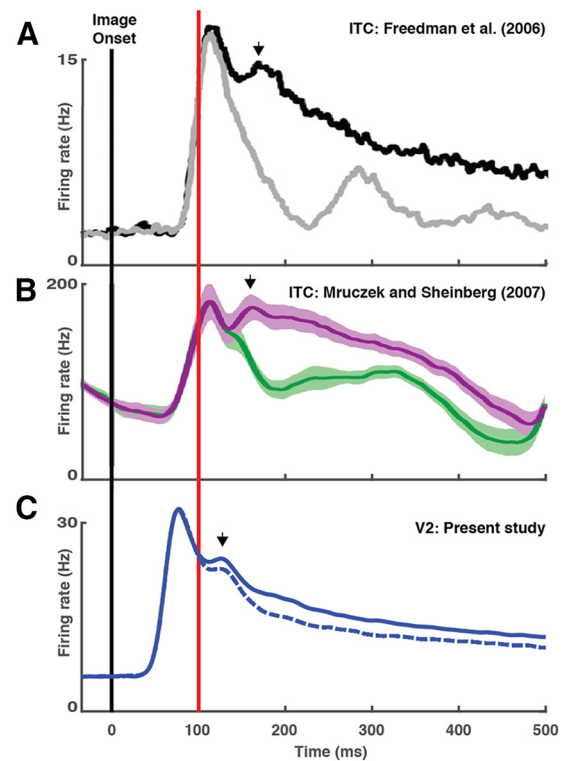 Image
Onset
A
ITC: Freedman et al. (2006)
15
Firing rate (Hz)
0
B
200
ITC: Mruczek and Sheinberg (2007)
Firing rate (Hz)
0
C
30
V2: Present study
Firing rate (Hz)
0
0 100 200 300 400 500
Time (ms)